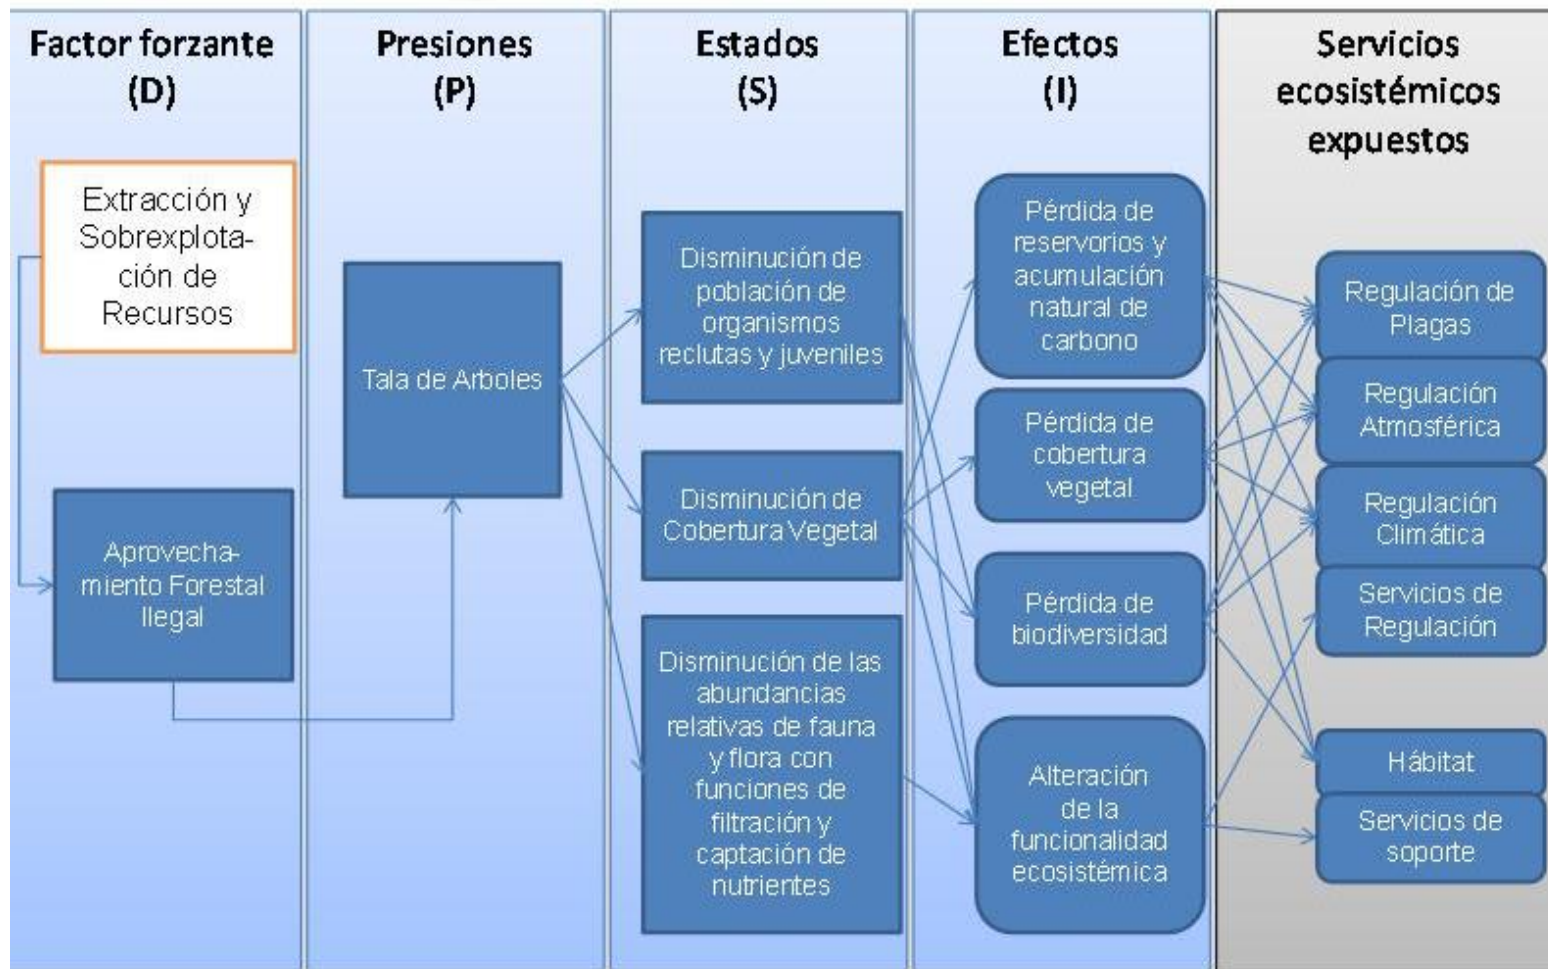 Factor forzante
(D)
Extracción y
Sobrexplota-
ción de
Recursos
Aprovecha-
miento Forestal
Ilegal
Presiones
(P)
Tala de Arboles
Estados
(S)
Disminución de
población de
organismos
reclutas y juveniles
Disminución de
Cobertura Vegetal
Disminución de las
abundancias
relativas de fauna
y flora con
funciones de
filtración y
captación de
nutrientes
Efectos
(I)
Pérdida de
reservorios y
acumulación
natural de
carbono
Pérdida de
cobertura
vegetal
Pérdida de
biodiversidad
Alteración
de la
funcionalidad
ecosistémica
Servicios
ecosistémicos
expuestos
Regulación de
Plagas
Regulación
Atmosférica
Regulación
Climática
Servicios de
Regulación
Hábitat
Servicios de
soporte